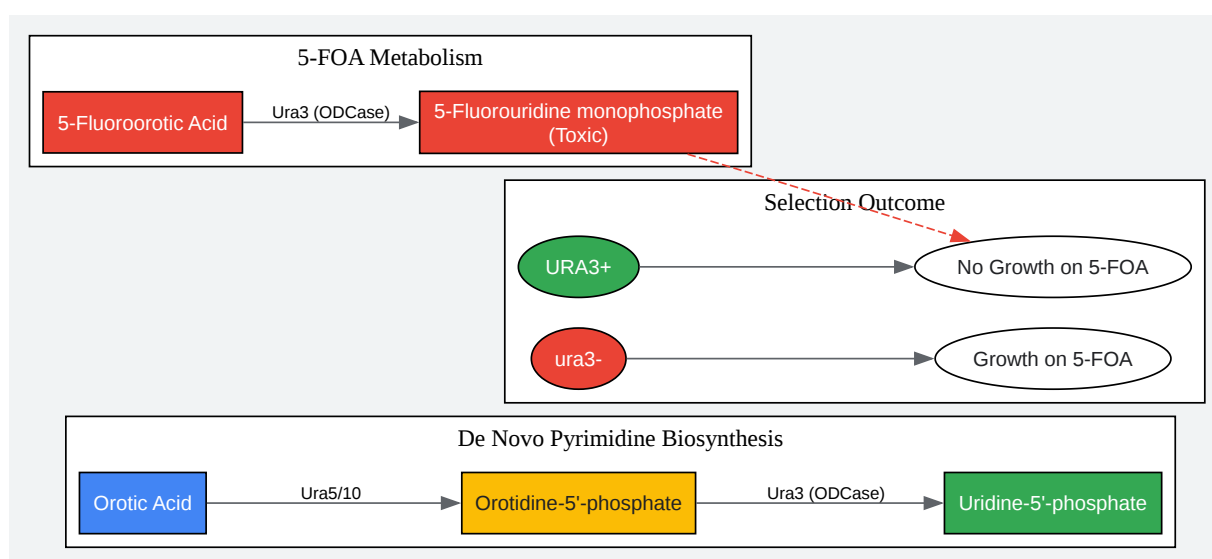 5-FOA Metabolism
5-Fluoroorotic Acid
Ura3 (ODCase)
5-Fluorouridine monophosphate
(Toxic)
Selection Outcome
URA3+
No Growth on 5-FOA
ura3-
Growth on 5-FOA
De Novo Pyrimidine Biosynthesis
Orotic Acid
Ura5/10
Orotidine-5'-phosphate
Ura3 (ODCase)
Uridine-5'-phosphate